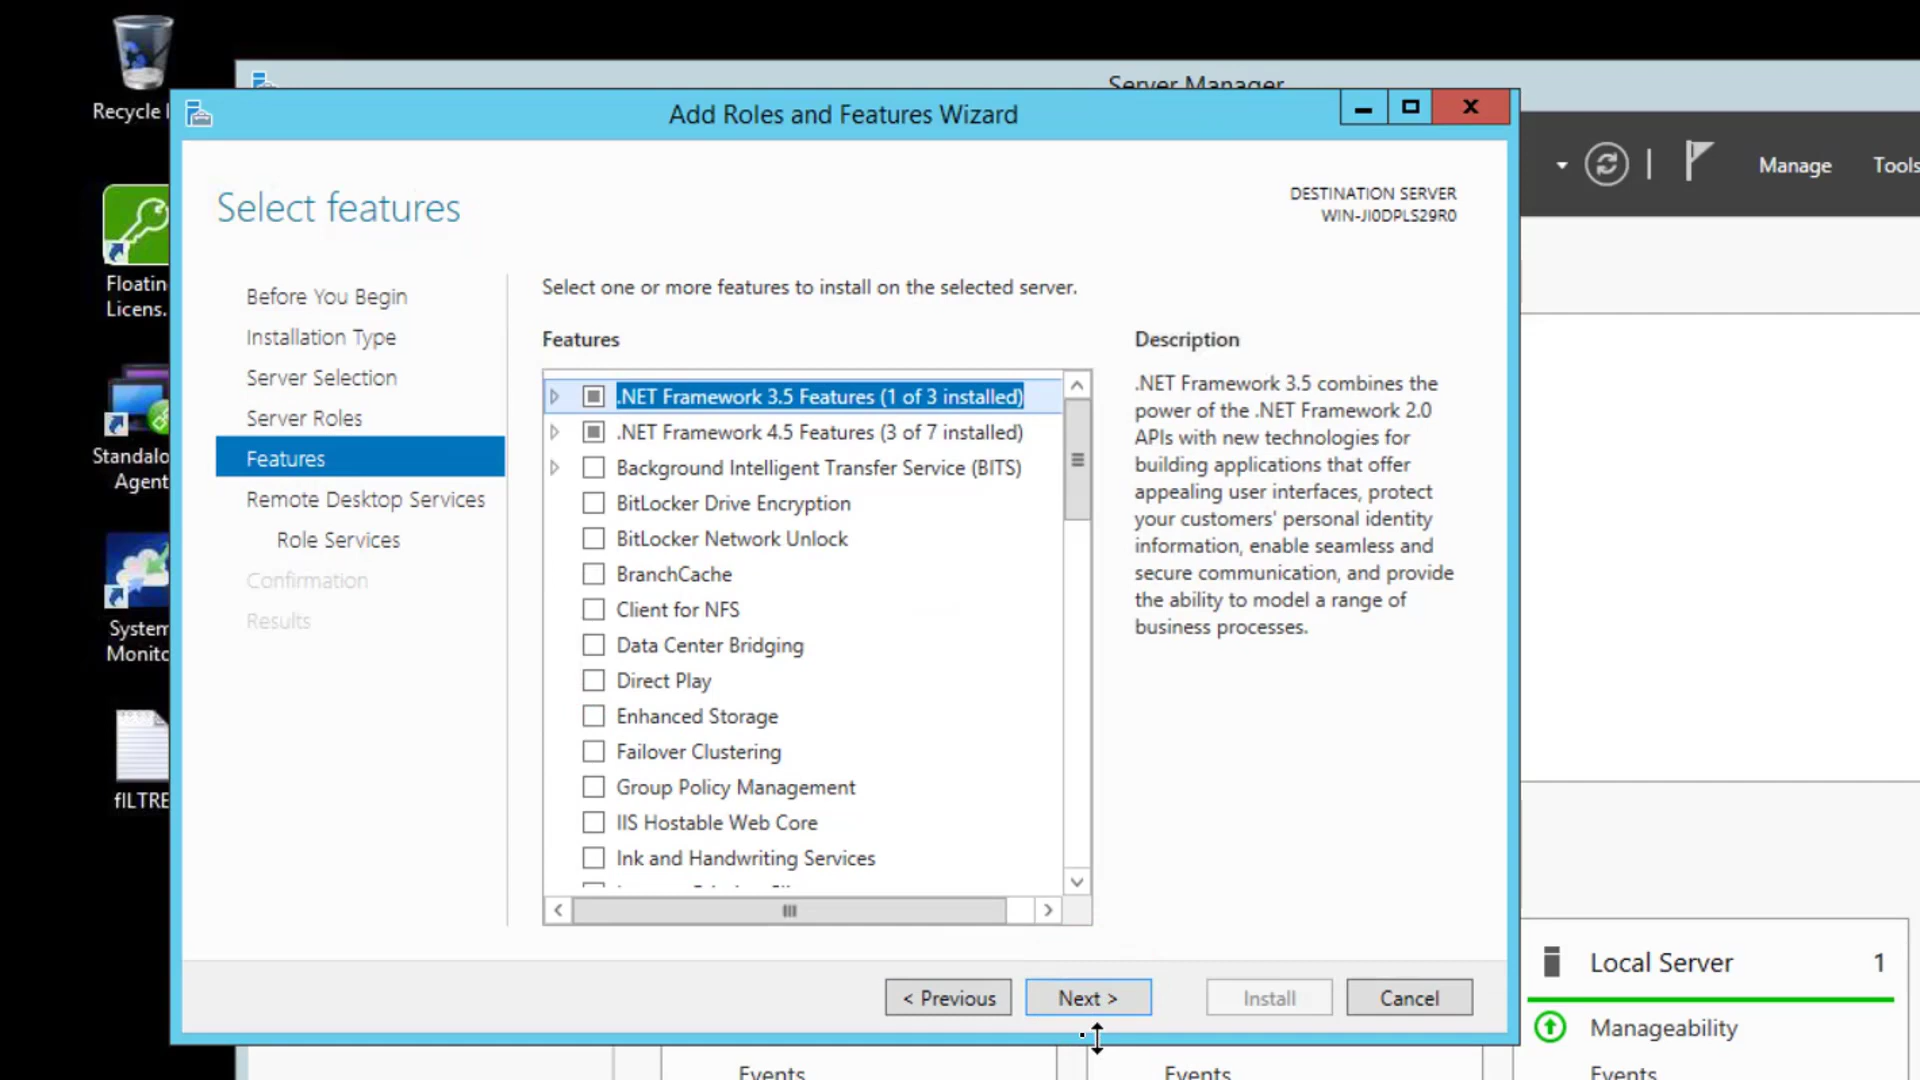 Recycle
Server Manager
Add Roles and Features Wizard
Manage
Tools
Select features
DESTINATION SERVER
WIN-JI0DPLS29R0
Floatin
Licens.
Before You Begin
Installation Type
Server Selection
Server Roles
Features
Remote Desktop Services
Role Services
Confirmation
Results
Select one or more features to install on the selected server.
Features
.NET Framework 3.5 Features (1 of 3 installed)
.NET Framework 4.5 Features (3 of 7 installed)
Background Intelligent Transfer Service (BITS)
BitLocker Drive Encryption
BitLocker Network Unlock
BranchCache
Client for NFS
Data Center Bridging
Direct Play
Enhanced Storage
Failover Clustering
Group Policy Management
IIS Hostable Web Core
Ink and Handwriting Services
Description
.NET Framework 3.5 combines the
power of the .NET Framework 2.0
APIs with new technologies for
building applications that offer
appealing user interfaces, protect
your customers' personal identity
information, enable seamless and
secure communication, and provide
the ability to model a range of
business processes.
Standalo
Agent
System
Monito
fILTRE
< Previous
Next >
Install
Cancel
Local Server 1
Manageability
Events
Events
Events